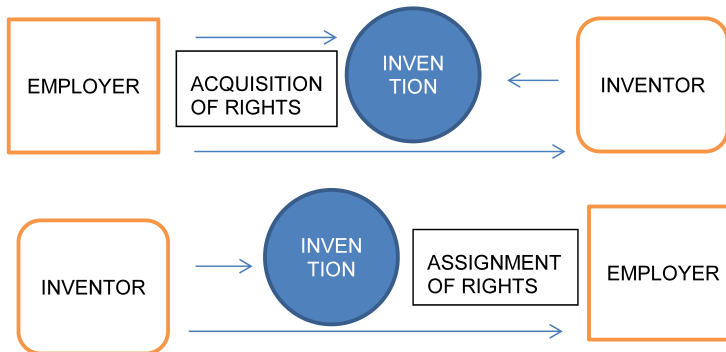 EMPLOYER
ACQUISITION
OF RIGHTS
INVEN
TION
INVENTOR
INVENTOR
INVEN
TION
ASSIGNMENT
OF RIGHTS
EMPLOYER